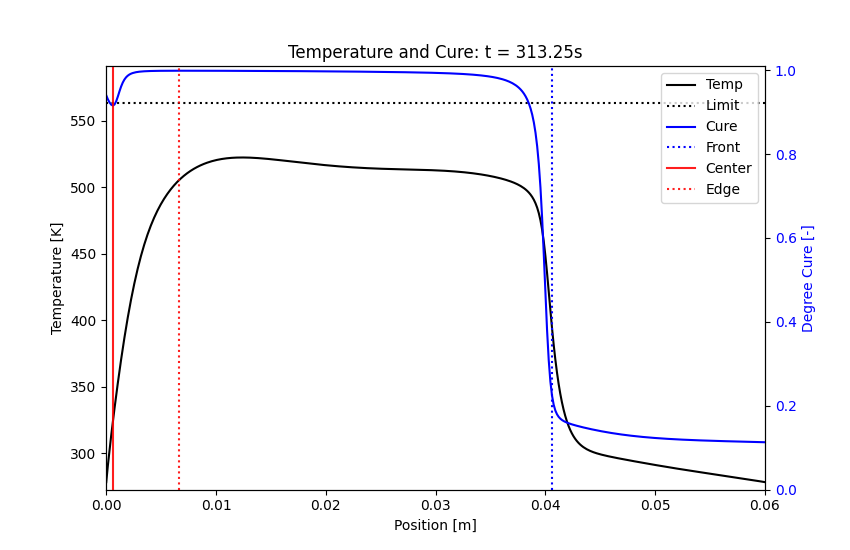 Temperature and Cure: t = 313.25s
Temperature [K]
550
500
450
400
350
300
Temp
Limit
Cure
Front
Center
Edge
1.0
0.8
0.6
0.4
0.2
0.0
Degree Cure [-]
0.00 0.01 0.02 0.03 0.04 0.05 0.06
Position [m]